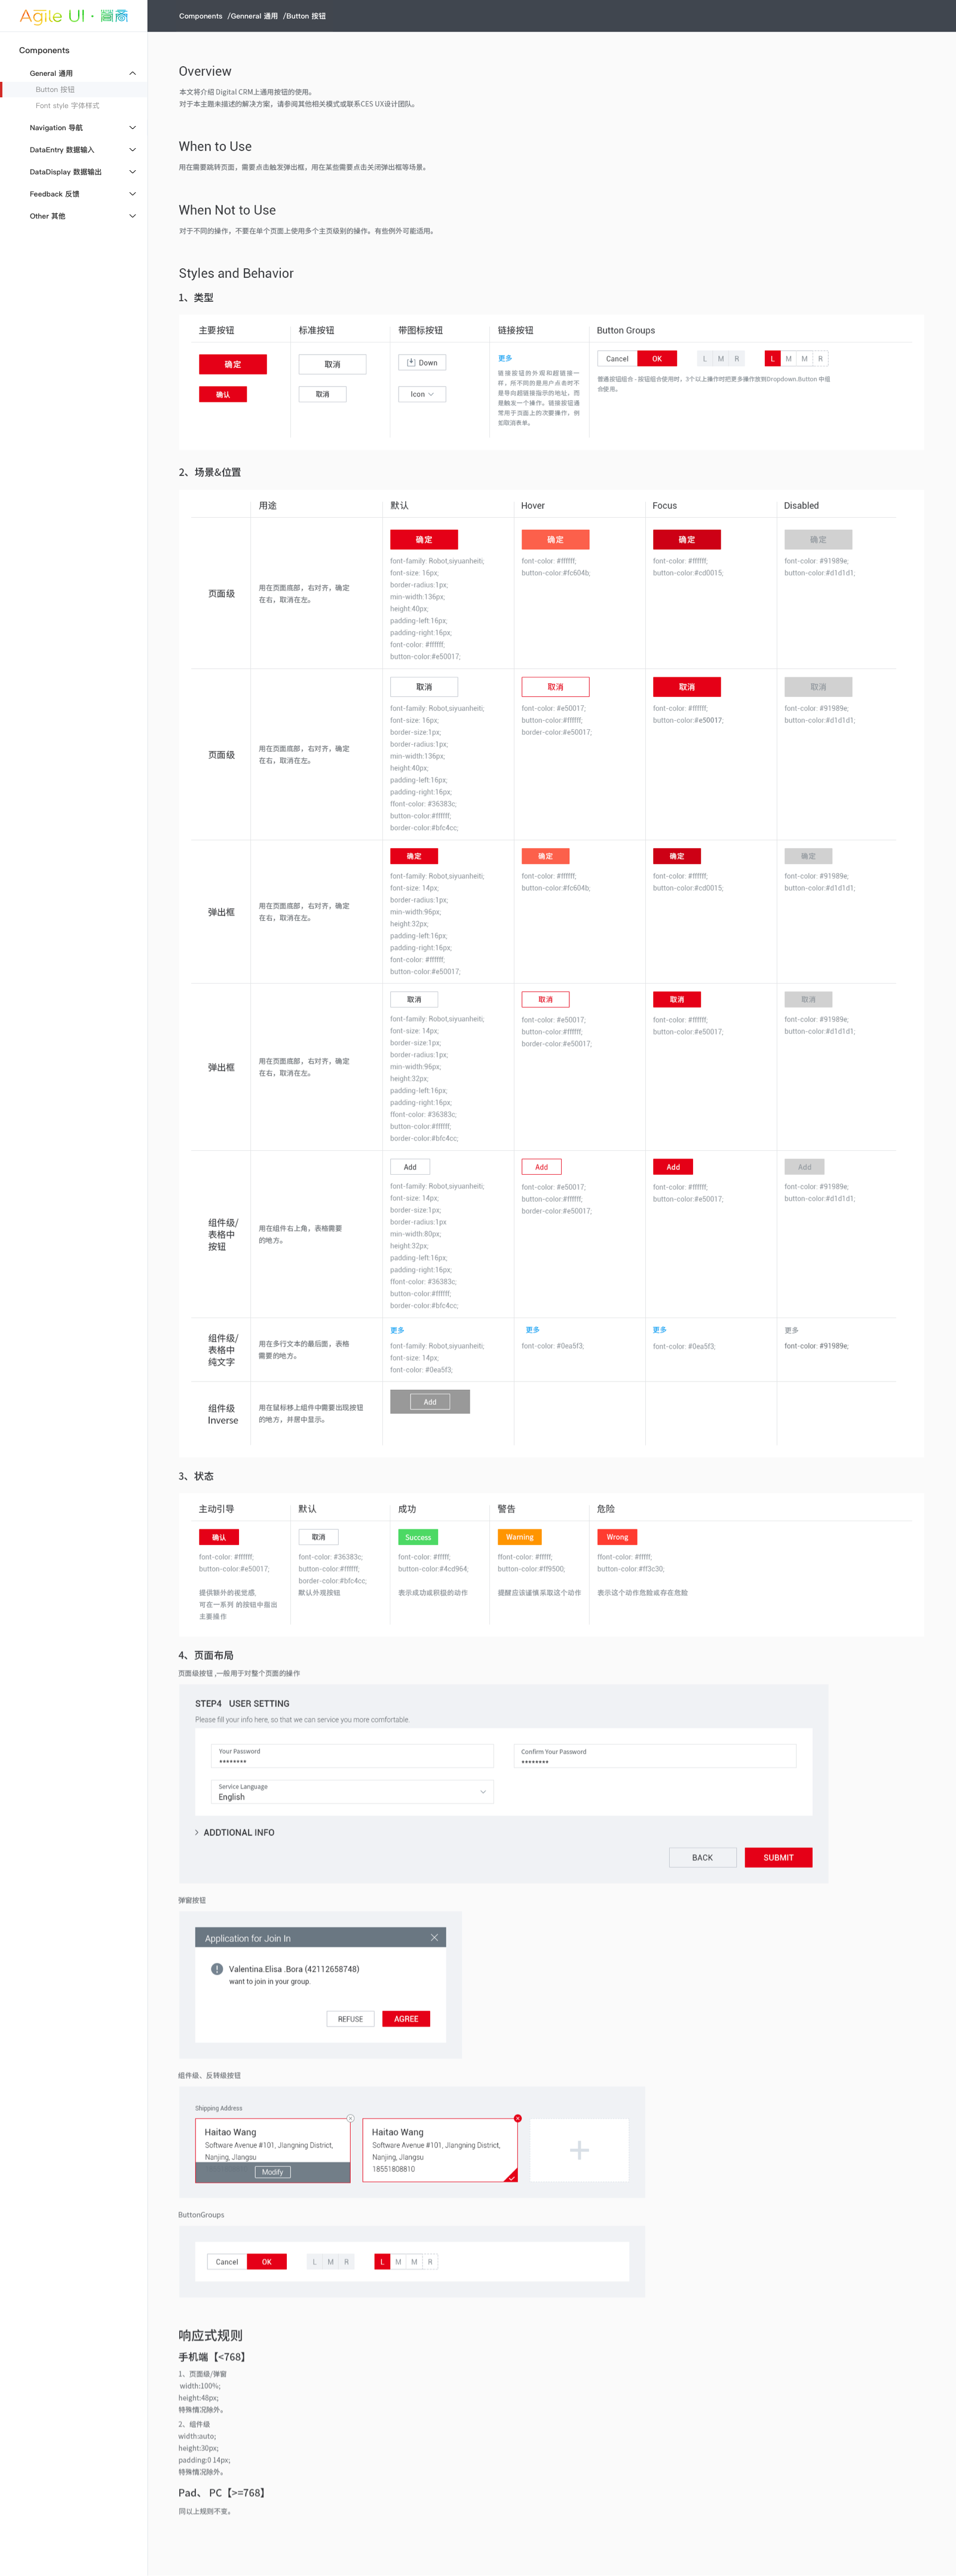 Agile UI · 简奇
Components /Genneral 通用 /Button 按钮
Components
General 通用
Button 按钮
Font style 字体样式
Navigation 导航
DataEntry 数据输入
DataDisplay 数据输出
Feedback 反馈
Other 其他
Overview
本文将介绍 Digital CRM上通用按钮的使用。
对于本主题未描述的解决方案，请参阅其他相关模式或联系CES UX设计团队。
When to Use
用在需要跳转页面，需要点击触发弹出框，用在某些需要点击关闭弹出框等场景。
When Not to Use
对于不同的操作，不要在单个页面上使用多个主页级别的操作。有些例外可能适用。
Styles and Behavior
1、类型
主要按钮 标准按钮 带图标按钮 链接按钮 Button Groups
确定 取消 Down 更多 Cancel OK L M R L M M R
确认 取消 Icon
链接按钮的外观和超链接一
样，所不同的是用户点击时不
是导向超链接指示的地址，而
是触发一个操作。链接按钮通
常用于页面上的次要操作，例
如取消表单。
普通按钮组合 - 按钮组合使用时，3个以上操作时把更多操作放到Dropdown.Button 中组
合使用。
2、场景&位置
用途 默认 Hover Focus Disabled
页面级
用在页面底部，右对齐，确定
在右，取消在左。
确定
font-family: Robot,siyuanheiti;
font-size: 16px;
border-radius:1px;
min-width:136px;
height:40px;
padding-left:16px;
padding-right:16px;
font-color: #ffffff;
button-color:#e50017;
确定
font-color: #ffffff;
button-color:#fc604b;
确定
font-color: #ffffff;
button-color:#cd0015;
确定
font-color: #91989e;
button-color:#d1d1d1;
页面级
用在页面底部，右对齐，确定
在右，取消在左。
取消
font-family: Robot,siyuanheiti;
font-size: 16px;
border-size:1px;
border-radius:1px;
min-width:136px;
height:40px;
padding-left:16px;
padding-right:16px;
ffont-color: #36383c;
button-color:#ffffff;
border-color:#bfc4cc;
取消
font-color: #e50017;
button-color:#ffffff;
border-color:#e50017;
取消
font-color: #ffffff;
button-color:#e50017;
取消
font-color: #91989e;
button-color:#d1d1d1;
弹出框
用在页面底部，右对齐，确定
在右，取消在左。
确定
font-family: Robot,siyuanheiti;
font-size: 14px;
border-radius:1px;
min-width:96px;
height:32px;
padding-left:16px;
padding-right:16px;
font-color: #ffffff;
button-color:#e50017;
确定
font-color: #ffffff;
button-color:#fc604b;
确定
font-color: #ffffff;
button-color:#cd0015;
确定
font-color: #91989e;
button-color:#d1d1d1;
弹出框
用在页面底部，右对齐，确定
在右，取消在左。
取消
font-family: Robot,siyuanheiti;
font-size: 14px;
border-size:1px;
border-radius:1px;
min-width:96px;
height:32px;
padding-left:16px;
padding-right:16px;
ffont-color: #36383c;
button-color:#ffffff;
border-color:#bfc4cc;
取消
font-color: #e50017;
button-color:#ffffff;
border-color:#e50017;
取消
font-color: #ffffff;
button-color:#e50017;
取消
font-color: #91989e;
button-color:#d1d1d1;
组件级/
表格中
按钮
用在组件右上角，表格需要
的地方。
Add
font-family: Robot,siyuanheiti;
font-size: 14px;
border-size:1px;
border-radius:1px
min-width:80px;
height:32px;
padding-left:16px;
padding-right:16px;
ffont-color: #36383c;
button-color:#ffffff;
border-color:#bfc4cc;
Add
font-color: #e50017;
button-color:#ffffff;
border-color:#e50017;
Add
font-color: #ffffff;
button-color:#e50017;
Add
font-color: #91989e;
button-color:#d1d1d1;
组件级/
表格中
纯文字
用在多行文本的最后面，表格
需要的地方。
更多
font-family: Robot,siyuanheiti;
font-size: 14px;
font-color: #0ea5f3;
更多
font-color: #0ea5f3;
更多
font-color: #0ea5f3;
更多
font-color: #91989e;
组件级
Inverse
用在鼠标移上组件中需要出现按钮
的地方，并居中显示。
Add
3、状态
主动引导 默认 成功 警告 危险
确认
font-color: #ffffff;
button-color:#e50017;
提供额外的视觉感,
可在一系列 的按钮中指出
主要操作
取消
font-color: #36383c;
button-color:#ffffff;
border-color:#bfc4cc;
默认外观按钮
Success
font-color: #fffff;
button-color:#4cd964;
表示成功或积极的动作
Warning
ffont-color: #fffff;
button-color:#ff9500;
提醒应该谨慎采取这个动作
Wrong
ffont-color: #fffff;
button-color:#ff3c30;
表示这个动作危险或存在危险
4、页面布局
页面级按钮 ,一般用于对整个页面的操作
STEP4 USER SETTING
Please fill your info here, so that we can service you more comfortable.
Your Password
********
Confirm Your Password
********
Service Language
English
ADDTIONAL INFO
BACK SUBMIT
弹窗按钮
Application for Join In
Valentina.Elisa .Bora (42112658748)
want to join in your group.
REFUSE AGREE
组件级、反转级按钮
Shipping Address
Haitao Wang
Software Avenue #101, Jiangning District,
Nanjing, Jiangsu
Modify
Haitao Wang
Software Avenue #101, Jiangning District,
Nanjing, Jiangsu
18551808810
ButtonGroups
Cancel OK L M R L M M R
响应式规则
手机端【<768】
1、页面级/弹窗
width:100%;
height:48px;
特殊情况除外。
2、组件级
width:auto;
height:30px;
padding:0 14px;
特殊情况除外。
Pad、 PC【>=768】
同以上规则不变。